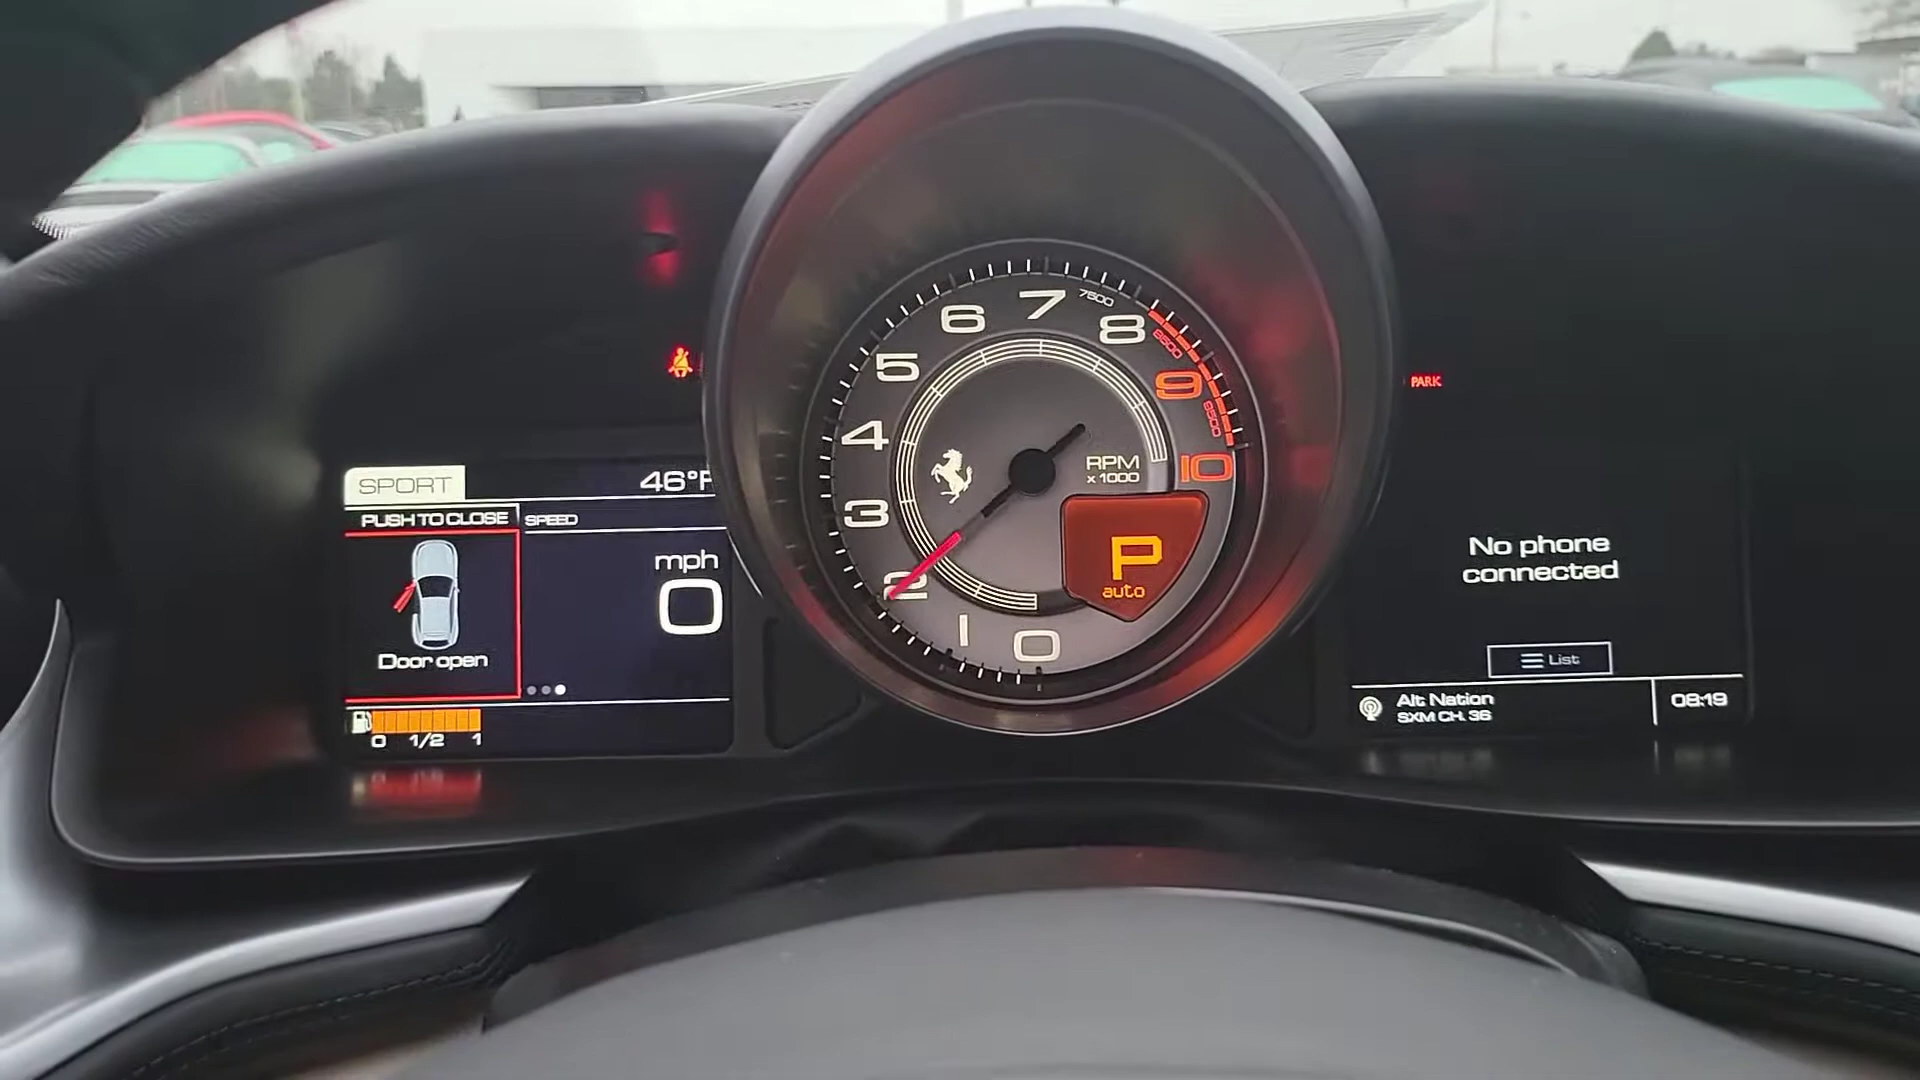 SPORT
46°F
PUSH TO CLOSE
SPEED
mph
0
Door open
0 1/2 1
0
1
2
3
4
5
6
7
7500
8
8500
9
9500
10
RPM
x 1000
P
auto
PARK
No phone
connected
List
Alt Nation
SXM CH. 36
08:19